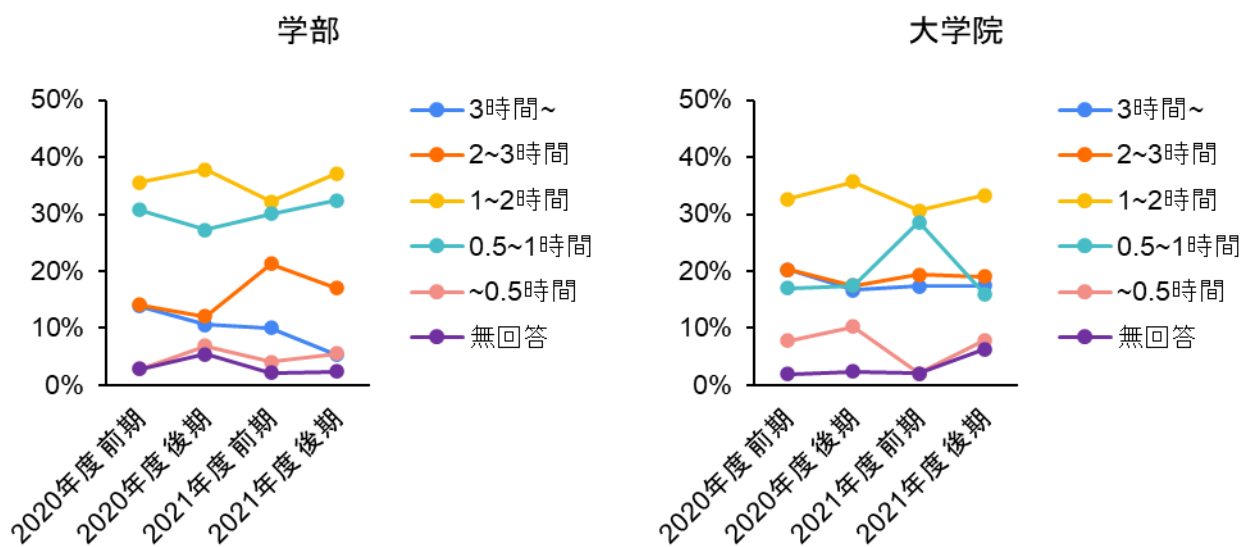 学部
50%
40%
30%
20%
10%
0%
2020年度前期
2020年度後期
2021年度前期
2021年度後期
3時間~
2~3時間
1~2時間
0.5~1時間
~0.5時間
無回答
大学院
50%
40%
30%
20%
10%
0%
2020年度前期
2020年度後期
2021年度前期
2021年度後期
3時間~
2~3時間
1~2時間
0.5~1時間
~0.5時間
無回答